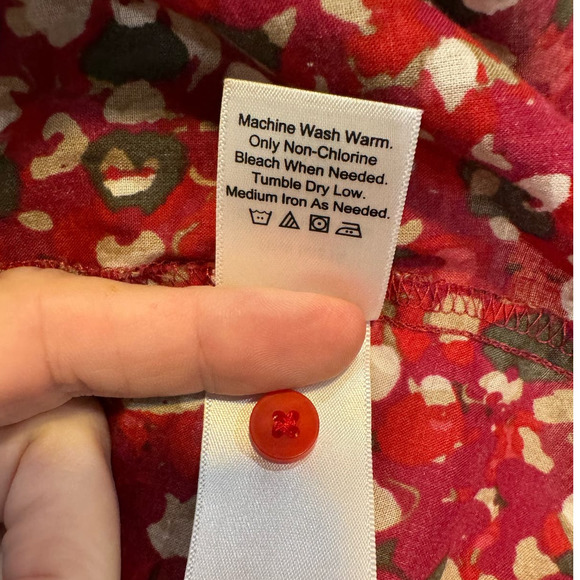 Machine Wash Warm.
Only Non-Chlorine
Bleach When Needed.
Tumble Dry Low.
Medium Iron As Needed.